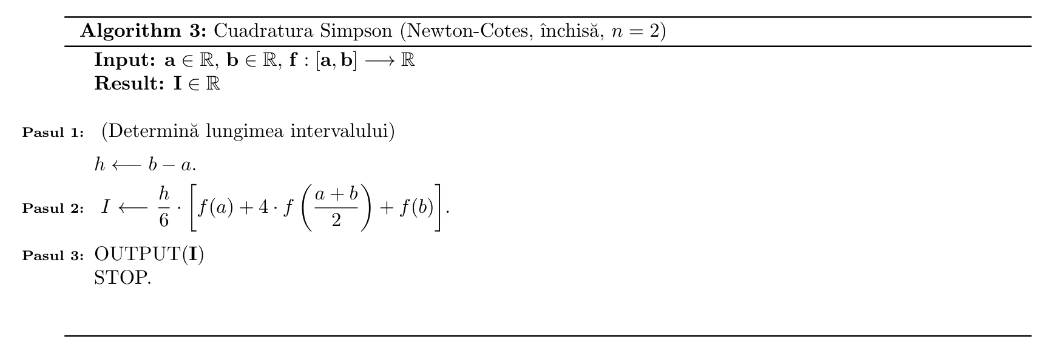 Algorithm 3: Cuadratura Simpson (Newton-Cotes, închisă, n = 2)
Input: a ∈ ℝ, b ∈ ℝ, f : [a, b] ⟶ ℝ
Result: I ∈ ℝ
Pasul 1: (Determină lungimea intervalului)
h ⟵ b − a.
Pasul 2: I ⟵ h/6 · [f(a) + 4 · f((a + b)/2) + f(b)].
Pasul 3: OUTPUT(I)
STOP.